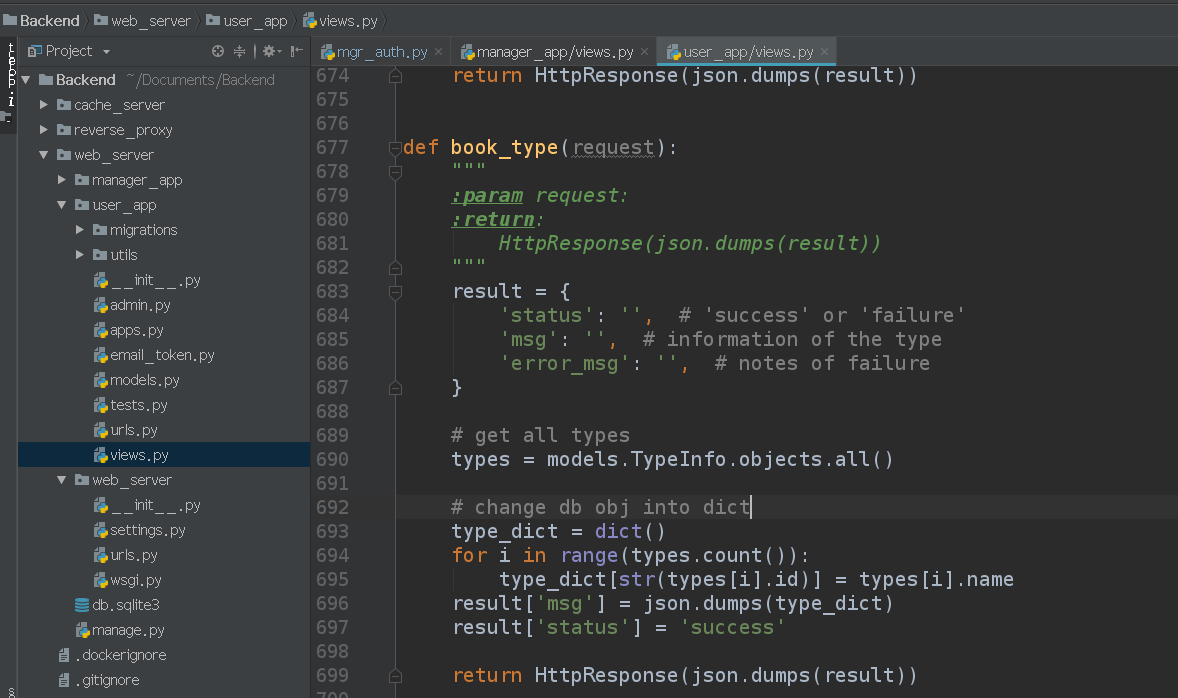 Backend web_server user_app views.py
Project
mgr_auth.py manager_app/views.py user_app/views.py
Backend ~/Documents/Backend
cache_server
reverse_proxy
web_server
manager_app
user_app
migrations
utils
__init__.py
admin.py
apps.py
email_token.py
models.py
tests.py
urls.py
views.py
web_server
__init__.py
settings.py
urls.py
wsgi.py
db.sqlite3
manage.py
.dockerignore
.gitignore
674 return HttpResponse(json.dumps(result))
675
676
677 def book_type(request):
678 """
679 :param request:
680 :return:
681 HttpResponse(json.dumps(result))
682 """
683 result = {
684 'status': '', # 'success' or 'failure'
685 'msg': '', # information of the type
686 'error_msg': '', # notes of failure
687 }
688
689 # get all types
690 types = models.TypeInfo.objects.all()
691
692 # change db obj into dict
693 type_dict = dict()
694 for i in range(types.count()):
695 type_dict[str(types[i].id)] = types[i].name
696 result['msg'] = json.dumps(type_dict)
697 result['status'] = 'success'
698
699 return HttpResponse(json.dumps(result))